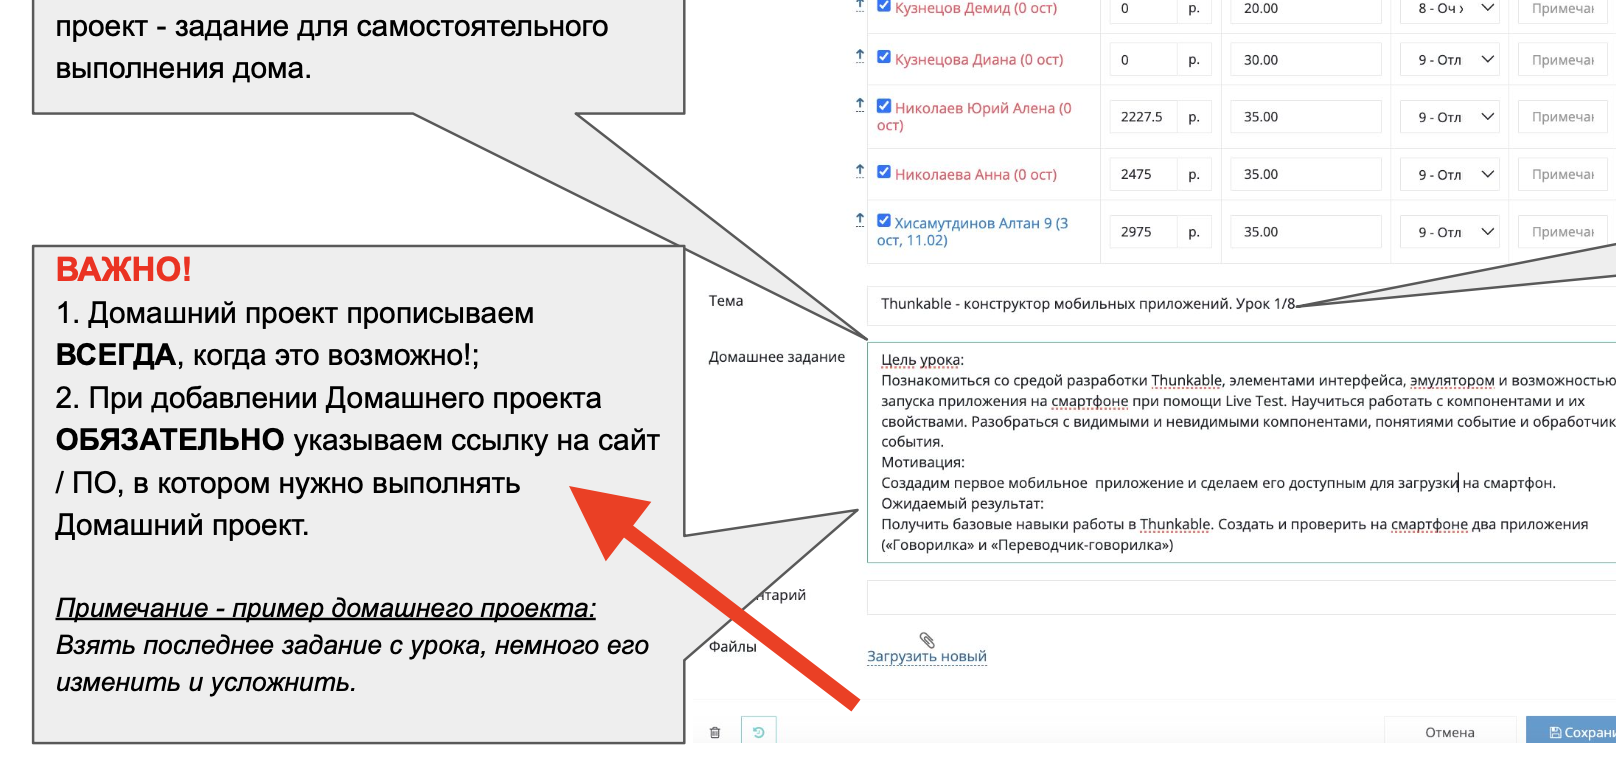 проект - задание для самостоятельного
выполнения дома.
ВАЖНО!
1. Домашний проект прописываем
ВСЕГДА, когда это возможно!;
2. При добавлении Домашнего проекта
ОБЯЗАТЕЛЬНО указываем ссылку на сайт
/ ПО, в котором нужно выполнять
Домашний проект.
Примечание - пример домашнего проекта:
Взять последнее задание с урока, немного его
изменить и усложнить.
Кузнецов Демид (0 ост) 0 р. 20.00 8 - Оч х
Кузнецова Диана (0 ост) 0 р. 30.00 9 - Отл
Николаев Юрий Алена (0
ост) 2227.5 р. 35.00 9 - Отл
Николаева Анна (0 ост) 2475 р. 35.00 9 - Отл
Хисамутдинов Алтан 9 (3
ост, 11.02) 2975 р. 35.00 9 - Отл
Тема Thunkable - конструктор мобильных приложений. Урок 1/8
Домашнее задание
Цель урока:
Познакомиться со средой разработки Thunkable, элементами интерфейса, эмулятором и возможностью
запуска приложения на смартфоне при помощи Live Test. Научиться работать с компонентами и их
свойствами. Разобраться с видимыми и невидимыми компонентами, понятиями событие и обработчик
события.
Мотивация:
Создадим первое мобильное приложение и сделаем его доступным для загрузки на смартфон.
Ожидаемый результат:
Получить базовые навыки работы в Thunkable. Создать и проверить на смартфоне два приложения
(«Говорилка» и «Переводчик-говорилка»)
нтарий
Файлы
Загрузить новый
Отмена Сохрани